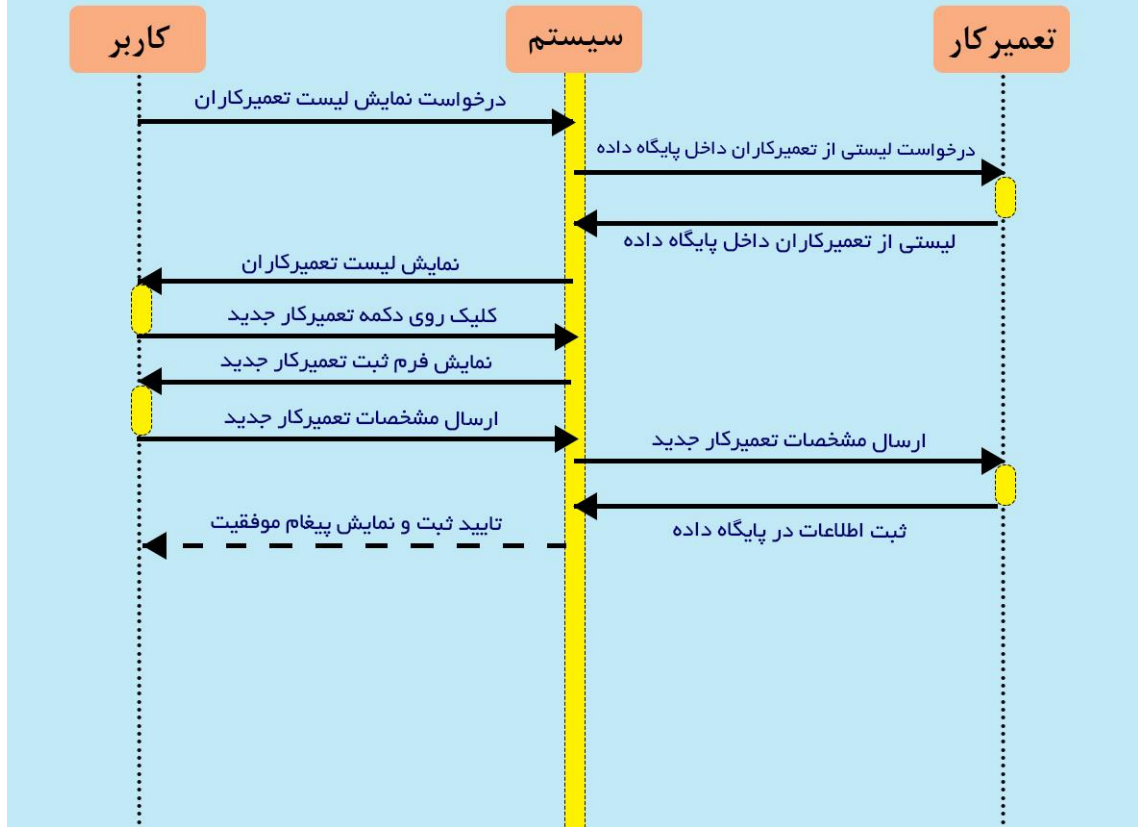 کاربر
سیستم
تعمیرکار
درخواست نمایش لیست تعمیرکاران
درخواست لیستی از تعمیرکاران داخل پایگاه داده
لیستی از تعمیرکاران داخل پایگاه داده
نمایش لیست تعمیرکاران
کلیک روی دکمه تعمیرکار جدید
نمایش فرم ثبت تعمیرکار جدید
ارسال مشخصات تعمیرکار جدید
ارسال مشخصات تعمیرکار جدید
ثبت اطلاعات در پایگاه داده
تایید ثبت و نمایش پیغام موفقیت